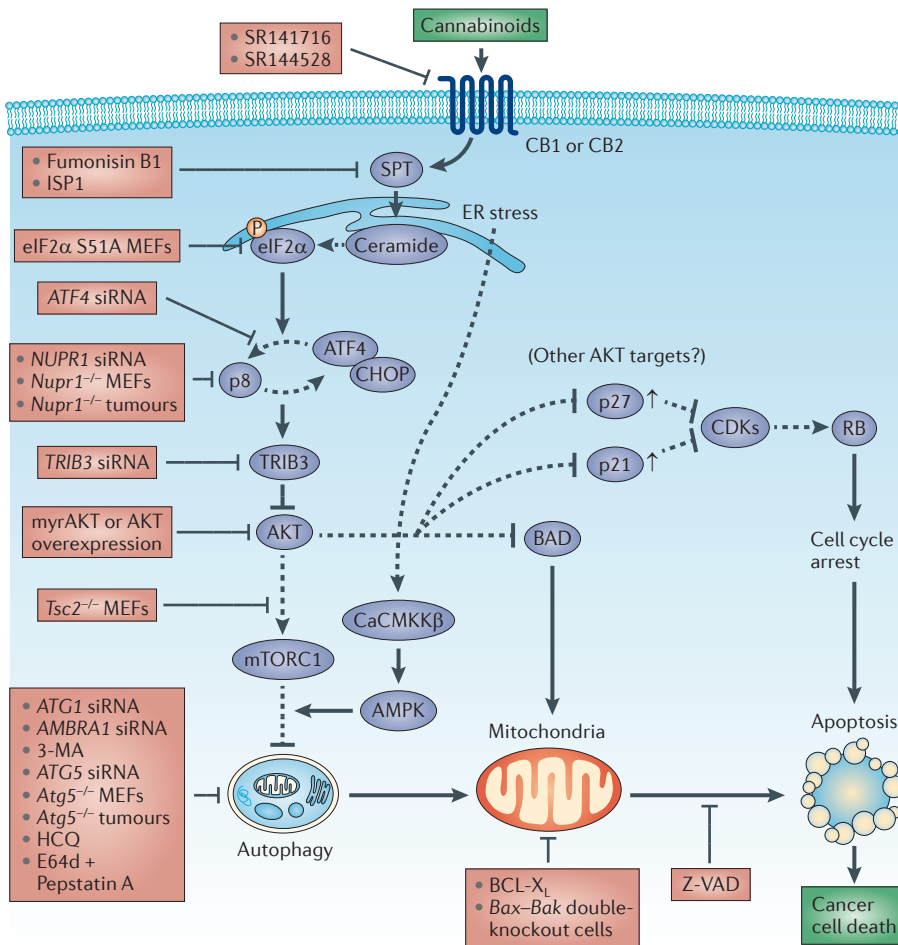 • SR141716
• SR144528
Cannabinoids
CB1 or CB2
• Fumonisin B1
• ISP1
SPT
ER stress
P
eIF2α S51A MEFs
eIF2α
Ceramide
ATF4 siRNA
ATF4
CHOP
(Other AKT targets?)
• NUPR1 siRNA
• Nupr1⁻/⁻ MEFs
• Nupr1⁻/⁻ tumours
p8
p27 ↑
CDKs
RB
TRIB3 siRNA
TRIB3
p21 ↑
myrAKT or AKT
overexpression
AKT
BAD
Cell cycle
arrest
Tsc2⁻/⁻ MEFs
CaCMKKβ
mTORC1
AMPK
• ATG1 siRNA
• AMBRA1 siRNA
• 3-MA
• ATG5 siRNA
• Atg5⁻/⁻ MEFs
• Atg5⁻/⁻ tumours
• HCQ
• E64d +
Pepstatin A
Autophagy
Mitochondria
Apoptosis
• BCL-X_L
• Bax–Bak double-
knockout cells
Z-VAD
Cancer
cell death